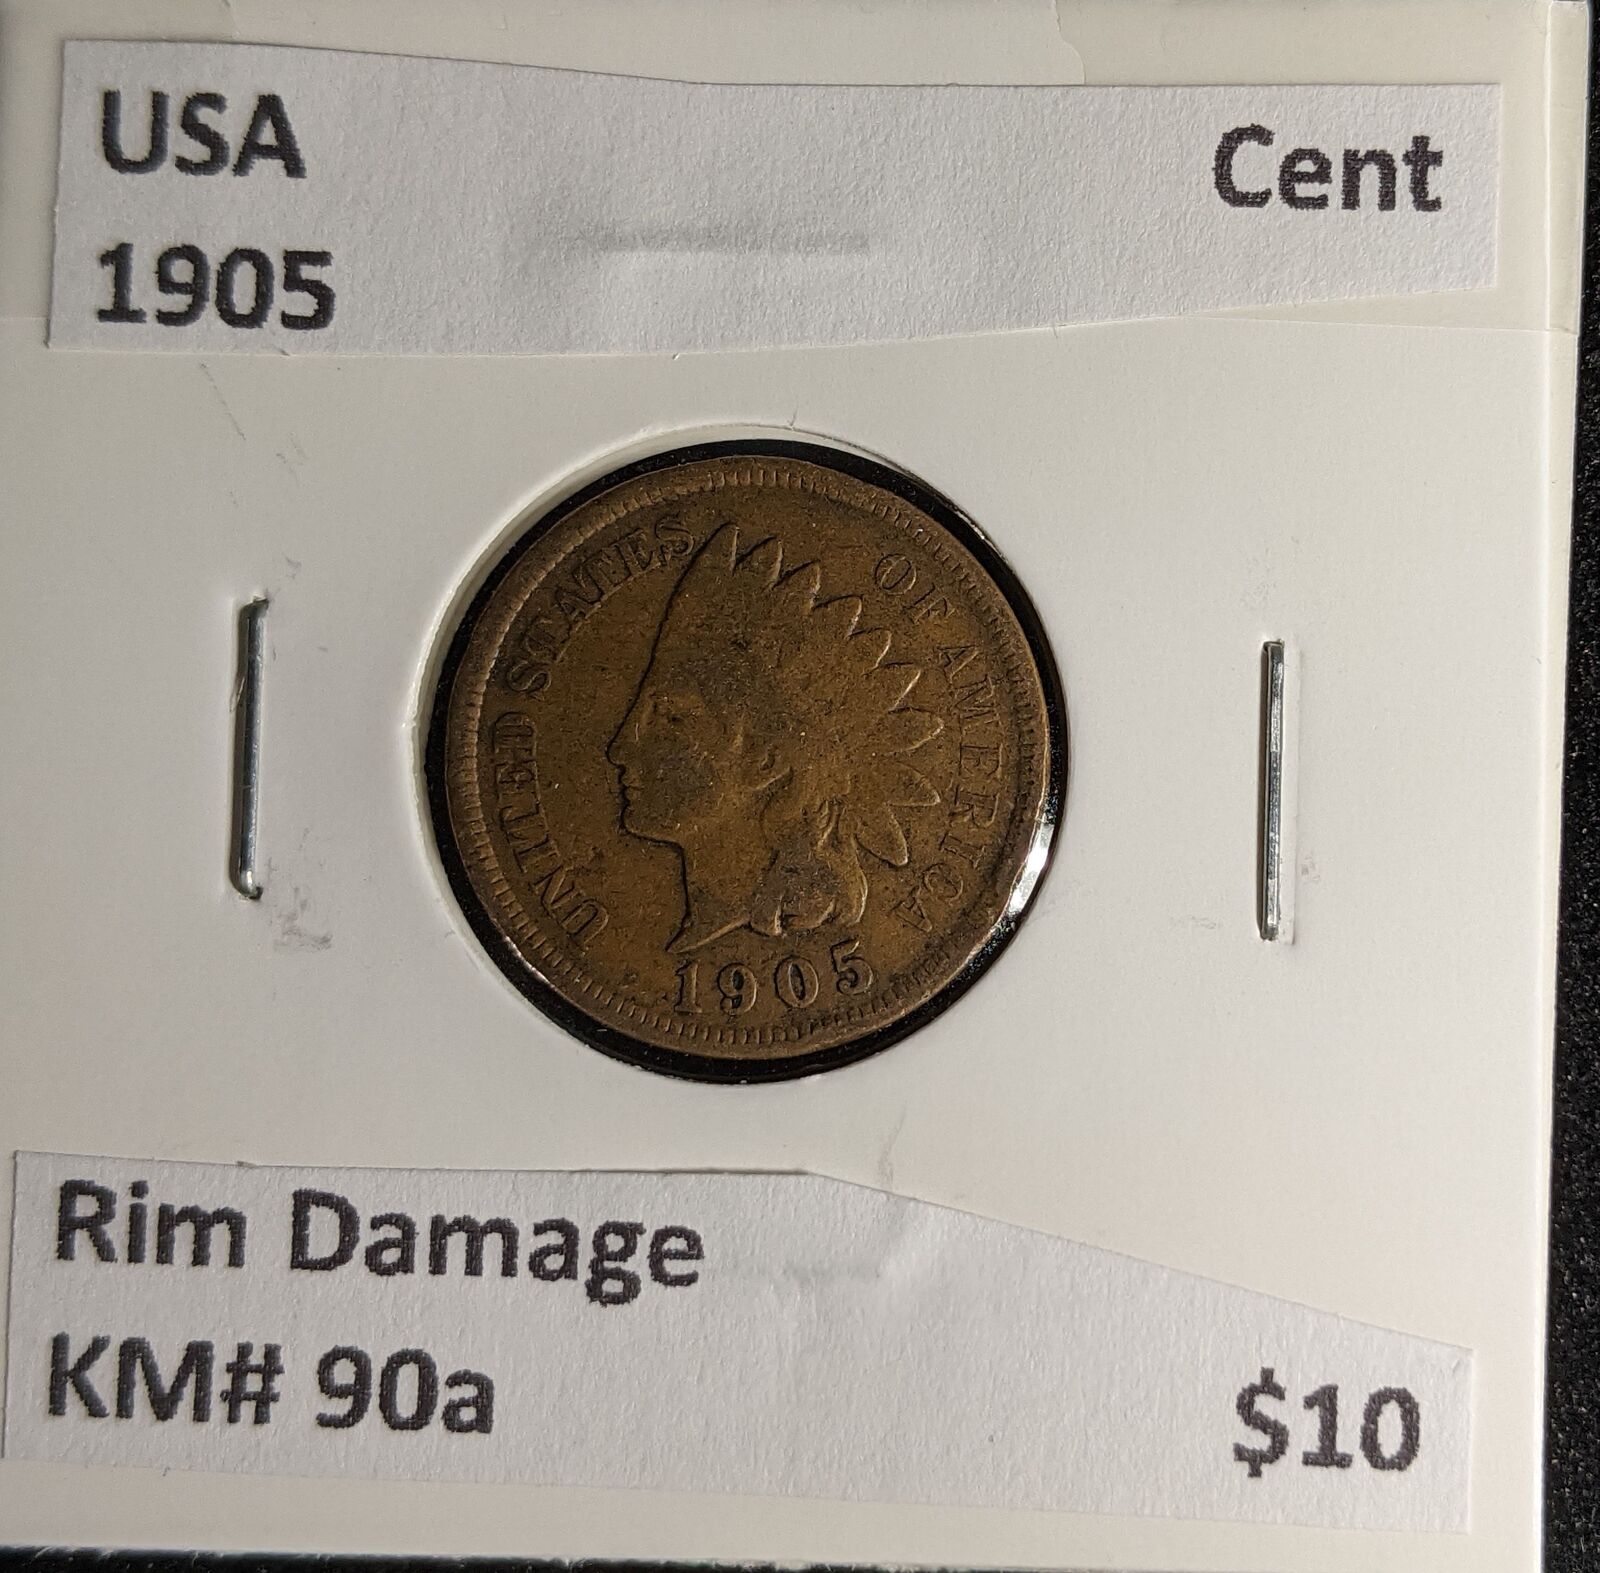 USA
Cent
1905
UNITED STATES OF AMERICA
1905
Rim Damage
KM# 90a
$10